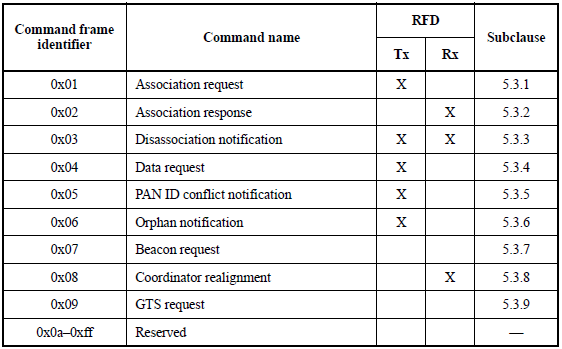 Command frame identifier Command name RFD Subclause
Tx Rx
0x01 Association request X 5.3.1
0x02 Association response X 5.3.2
0x03 Disassociation notification X X 5.3.3
0x04 Data request X 5.3.4
0x05 PAN ID conflict notification X 5.3.5
0x06 Orphan notification X 5.3.6
0x07 Beacon request 5.3.7
0x08 Coordinator realignment X 5.3.8
0x09 GTS request 5.3.9
0x0a–0xff Reserved —